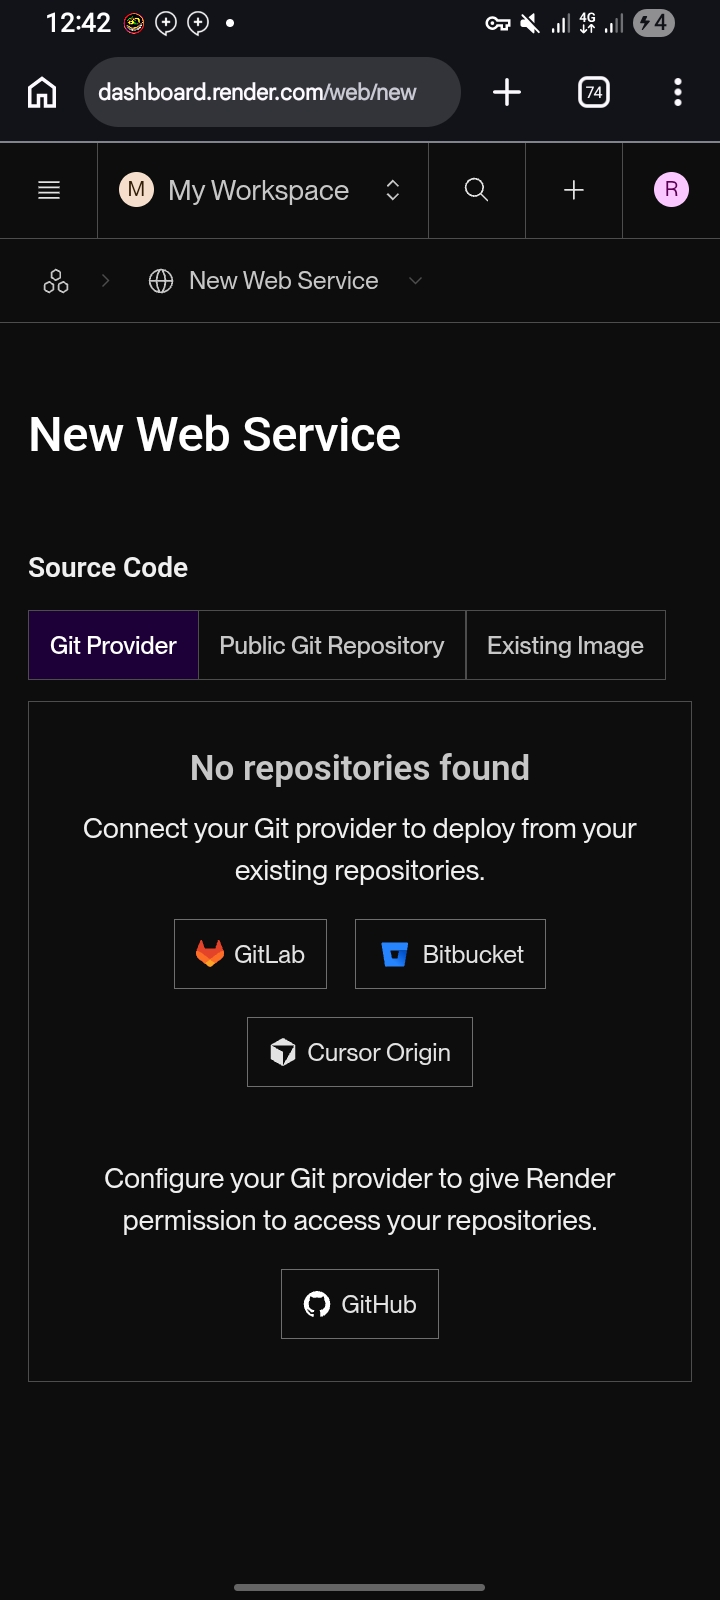 12:42
4G
4
dashboard.render.com/web/new
74
M My Workspace
R
New Web Service
New Web Service
Source Code
Git Provider
Public Git Repository
Existing Image
No repositories found
Connect your Git provider to deploy from your
existing repositories.
GitLab
Bitbucket
Cursor Origin
Configure your Git provider to give Render
permission to access your repositories.
GitHub